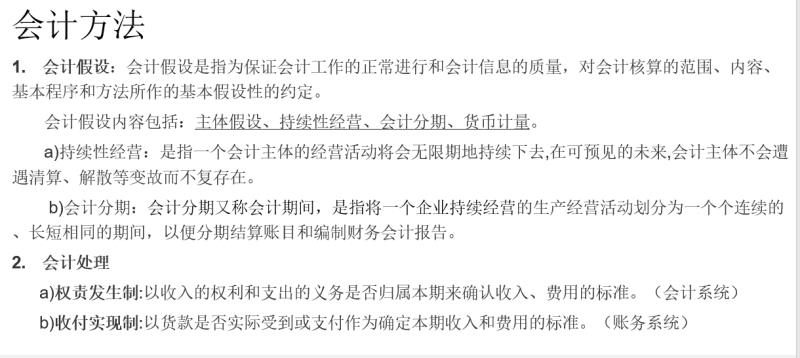 会计方法
1. 会计假设：会计假设是指为保证会计工作的正常进行和会计信息的质量，对会计核算的范围、内容、
基本程序和方法所作的基本假设性的约定。
会计假设内容包括：主体假设、持续性经营、会计分期、货币计量。
a)持续性经营：是指一个会计主体的经营活动将会无限期地持续下去,在可预见的未来,会计主体不会遭
遇清算、解散等变故而不复存在。
b)会计分期：会计分期又称会计期间，是指将一个企业持续经营的生产经营活动划分为一个个连续的
、长短相同的期间，以便分期结算账目和编制财务会计报告。
2. 会计处理
a)权责发生制:以收入的权利和支出的义务是否归属本期来确认收入、费用的标准。（会计系统）
b)收付实现制:以货款是否实际受到或支付作为确定本期收入和费用的标准。（账务系统）